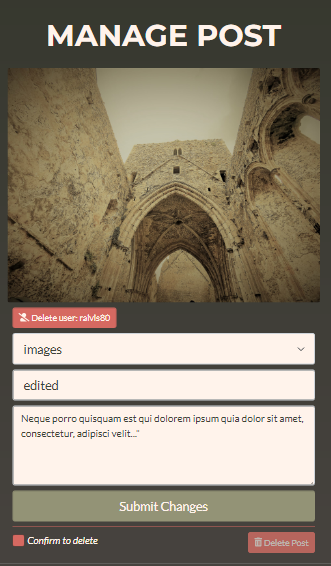 MANAGE POST
Delete user: ralvls80
images
edited
Neque porro quisquam est qui dolorem ipsum quia dolor sit amet,
consectetur, adipisci velit..."
Submit Changes
Confirm to delete
Delete Post